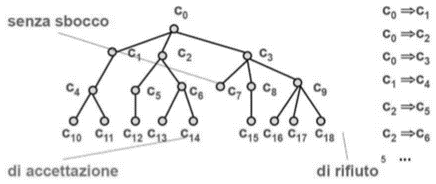 C0
C0 ⇒ C1
senza sbocco
C0 ⇒ C2
C1 C2 C3
C0 ⇒ C3
C4 C5 C6 C7 C8 C9
C1 ⇒ C4
C2 ⇒ C5
C10 C11 C12 C13 C14 C15 C16 C17 C18
C2 ⇒ C6
di accettazione di rifiuto
5 ...